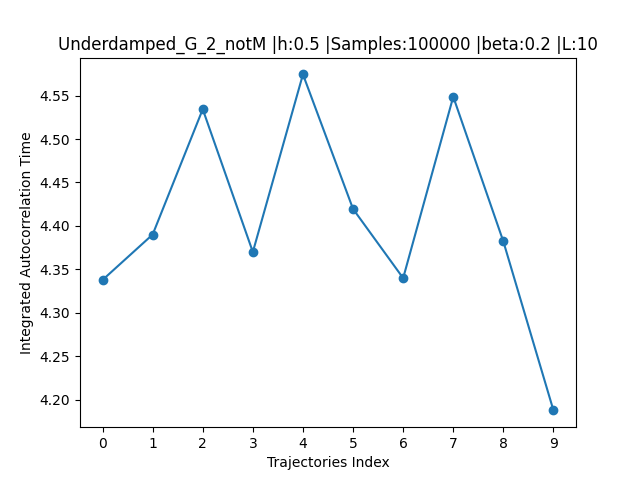 Underdamped_G_2_notM |h:0.5 |Samples:100000 |beta:0.2 |L:10
Integrated Autocorrelation Time
4.55
4.50
4.45
4.40
4.35
4.30
4.25
4.20
0 1 2 3 4 5 6 7 8 9
Trajectories Index